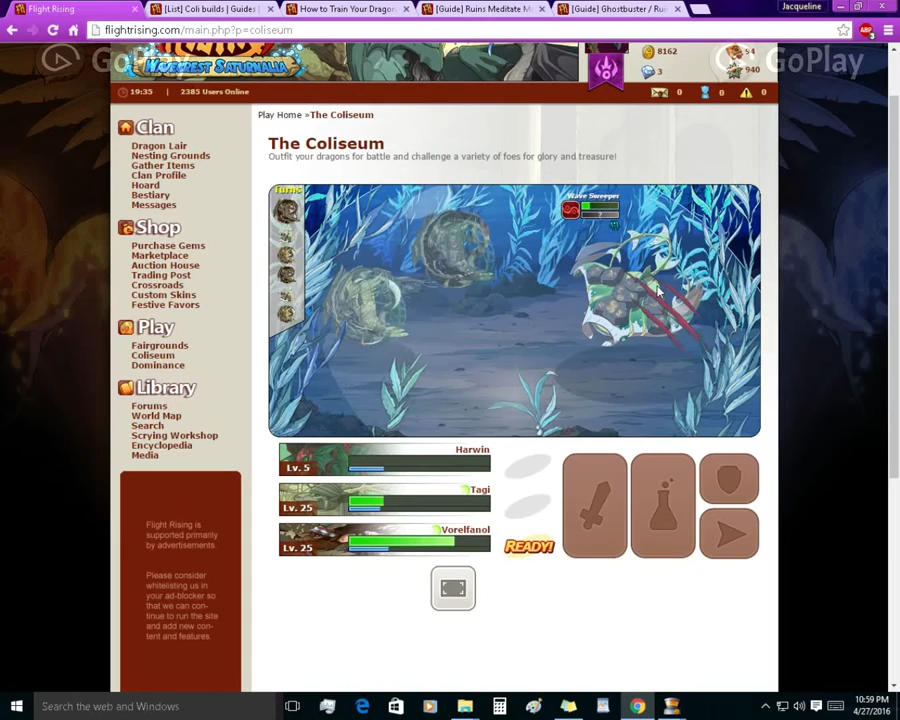 Jacqueline
Flight Rising
[List] Coli builds | Guides |
How to Train Your Dragon
[Guide] Ruins Meditate M
[Guide] Ghostbuster / Rui
flightrising.com/main.php?p=coliseum
GoPlay
GoPlay
WAVECREST SATURNALIA
8162
54
3
940
19:35 | 2385 Users Online
0
0
0
Clan
Dragon Lair
Nesting Grounds
Gather Items
Clan Profile
Hoard
Bestiary
Messages
Shop
Purchase Gems
Marketplace
Auction House
Trading Post
Crossroads
Custom Skins
Festive Favors
Play
Fairgrounds
Coliseum
Dominance
Library
Forums
World Map
Search
Scrying Workshop
Encyclopedia
Media
Flight Rising is
supported primarily
by advertisements.
Please consider
whitelisting us in
your ad-blocker so
that we can con-
tinue to run the site
and add new con-
tent and features.
Play Home »The Coliseum
The Coliseum
Outfit your dragons for battle and challenge a variety of foes for glory and treasure!
Turns
Wave Sweeper
Harwin
Lv. 5
Tagi
Lv. 25
Vorelfanol
Lv. 25
READY!
Search the web and Windows
10:59 PM
4/27/2016